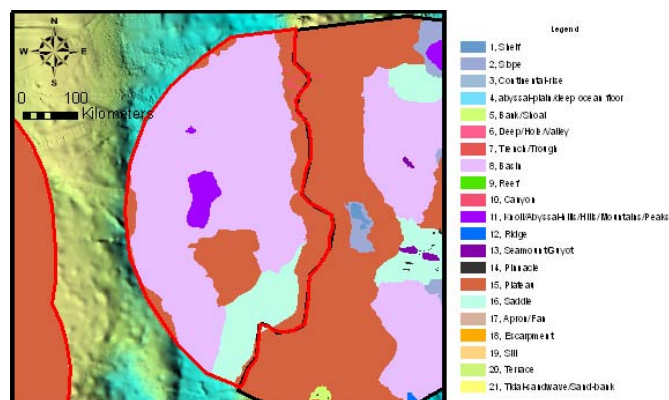 N
W E
S
0 100
Kilometers
Legend
1, Shelf
2, Slope
3, Continental-rise
4, abyssal-plain/deep ocean floor
5, Bank/Shoal
6, Deep/Hole/Valley
7, Trench/Trough
8, Basin
9, Reef
10, Canyon
11, Knoll/Abyssal-hills/Hills/Mountains/Peaks
12, Ridge
13, Seamount/Guyot
14, Pinnacle
15, Plateau
16, Saddle
17, Apron/Fan
18, Escarpment
19, Sill
20, Terrace
21, Tidal-sandwave/Sand-bank